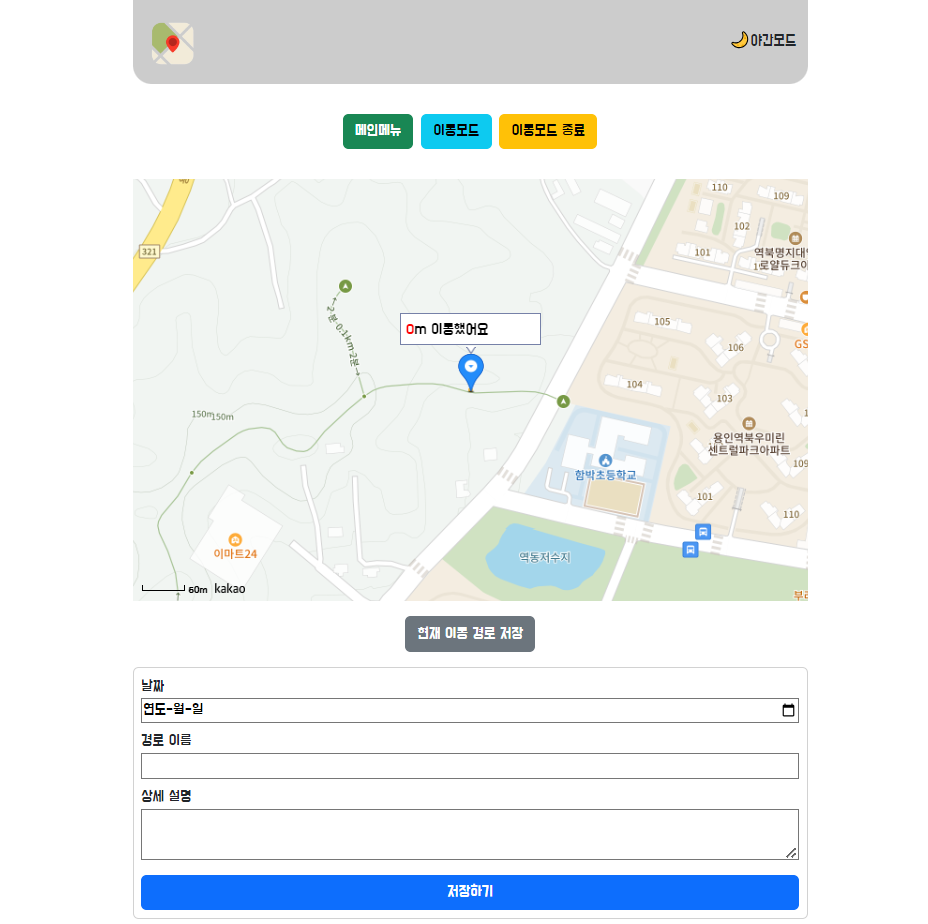 야간모드
메인메뉴
이동모드
이동모드 종료
110
109
102
321
101
역북명지대역
로얄듀크아
2분 0.1km 2분
0m 이동했어요
105
106
GS
104
103
150m
150m
용인역북우미린
센트럴파크아파트
109
함박초등학교
101
110
이마트24
역동저수지
60m kakao
현재 이동 경로 저장
날짜
연도-월-일
경로 이름
상세 설명
저장하기